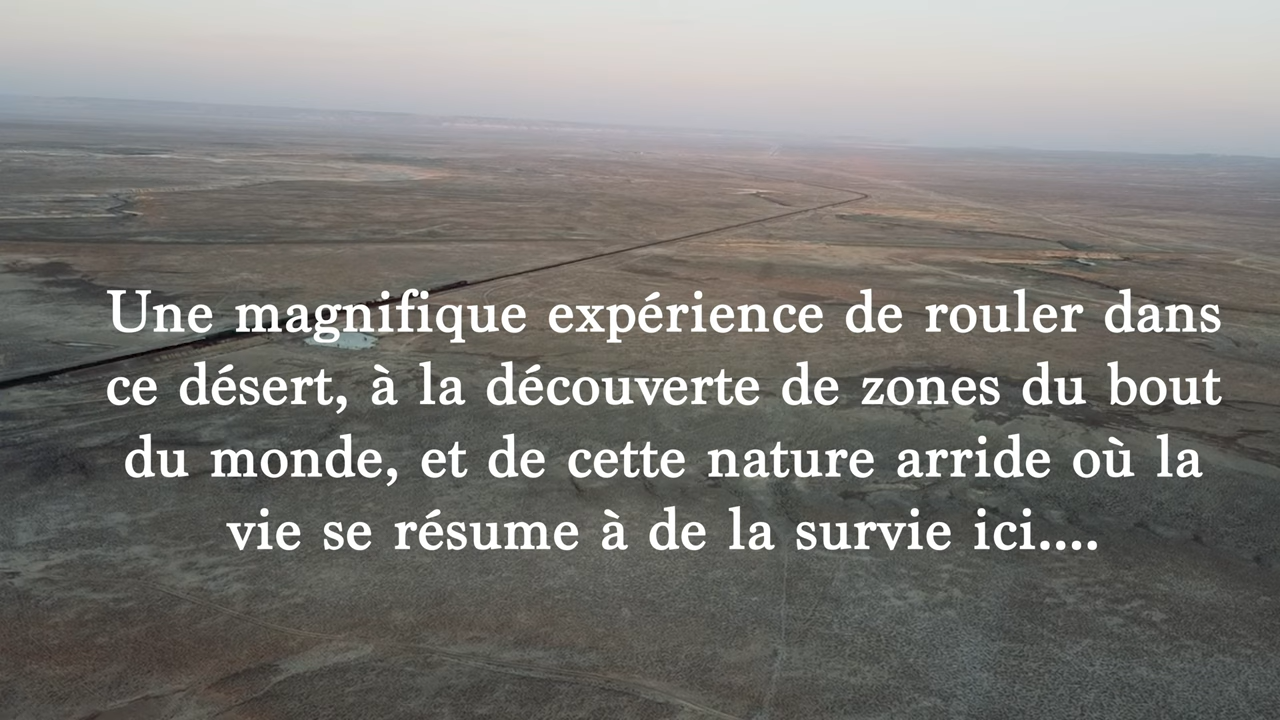 Une magnifique expérience de rouler dans
ce désert, à la découverte de zones du bout
du monde, et de cette nature arride où la
vie se résume à de la survie ici....